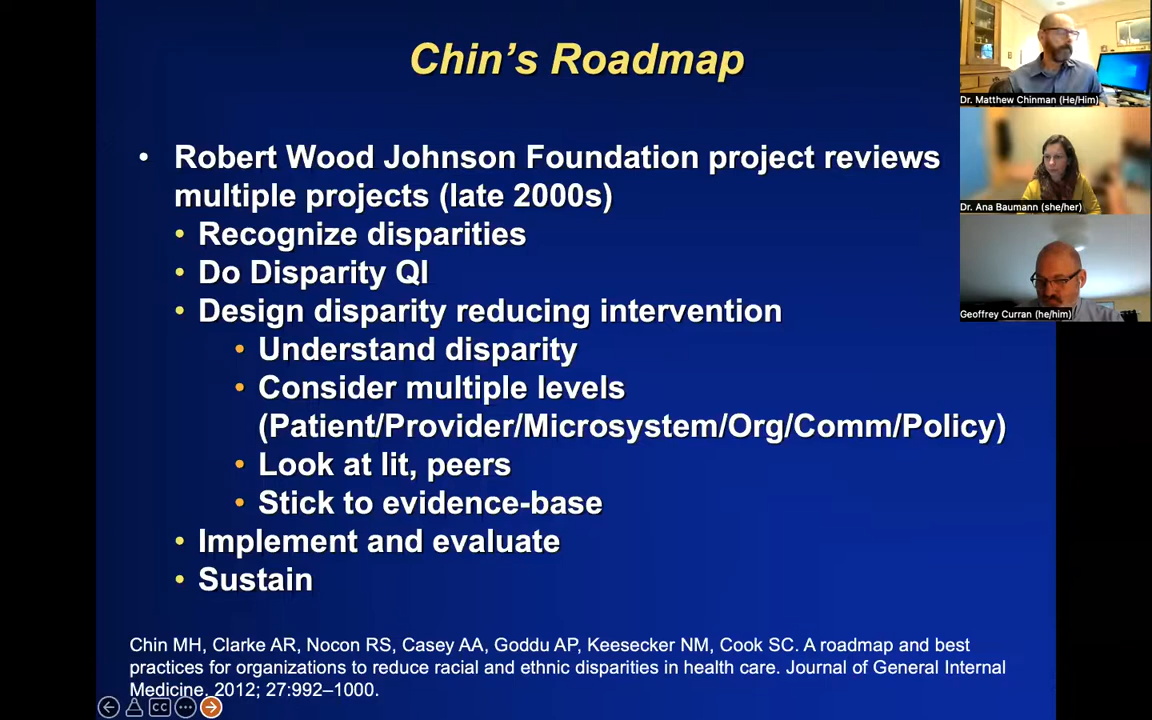 Chin's Roadmap
• Robert Wood Johnson Foundation project reviews
multiple projects (late 2000s)
• Recognize disparities
• Do Disparity QI
• Design disparity reducing intervention
• Understand disparity
• Consider multiple levels
(Patient/Provider/Microsystem/Org/Comm/Policy)
• Look at lit, peers
• Stick to evidence-base
• Implement and evaluate
• Sustain
Chin MH, Clarke AR, Nocon RS, Casey AA, Goddu AP, Keesecker NM, Cook SC. A roadmap and best
practices for organizations to reduce racial and ethnic disparities in health care. Journal of General Internal
Medicine. 2012; 27:992–1000.
CC
Dr. Matthew Chinman (He/Him)
Dr. Ana Baumann (she/her)
Geoffrey Curran (he/him)